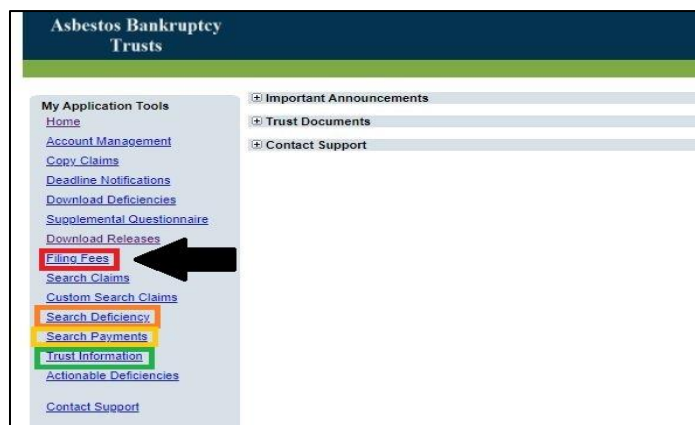 Asbestos Bankruptcy
Trusts
My Application Tools
Home
Account Management
Copy Claims
Deadline Notifications
Download Deficiencies
Supplemental Questionnaire
Download Releases
Filing Fees
Search Claims
Custom Search Claims
Search Deficiency
Search Payments
Trust Information
Actionable Deficiencies
Contact Support
Important Announcements
Trust Documents
Contact Support